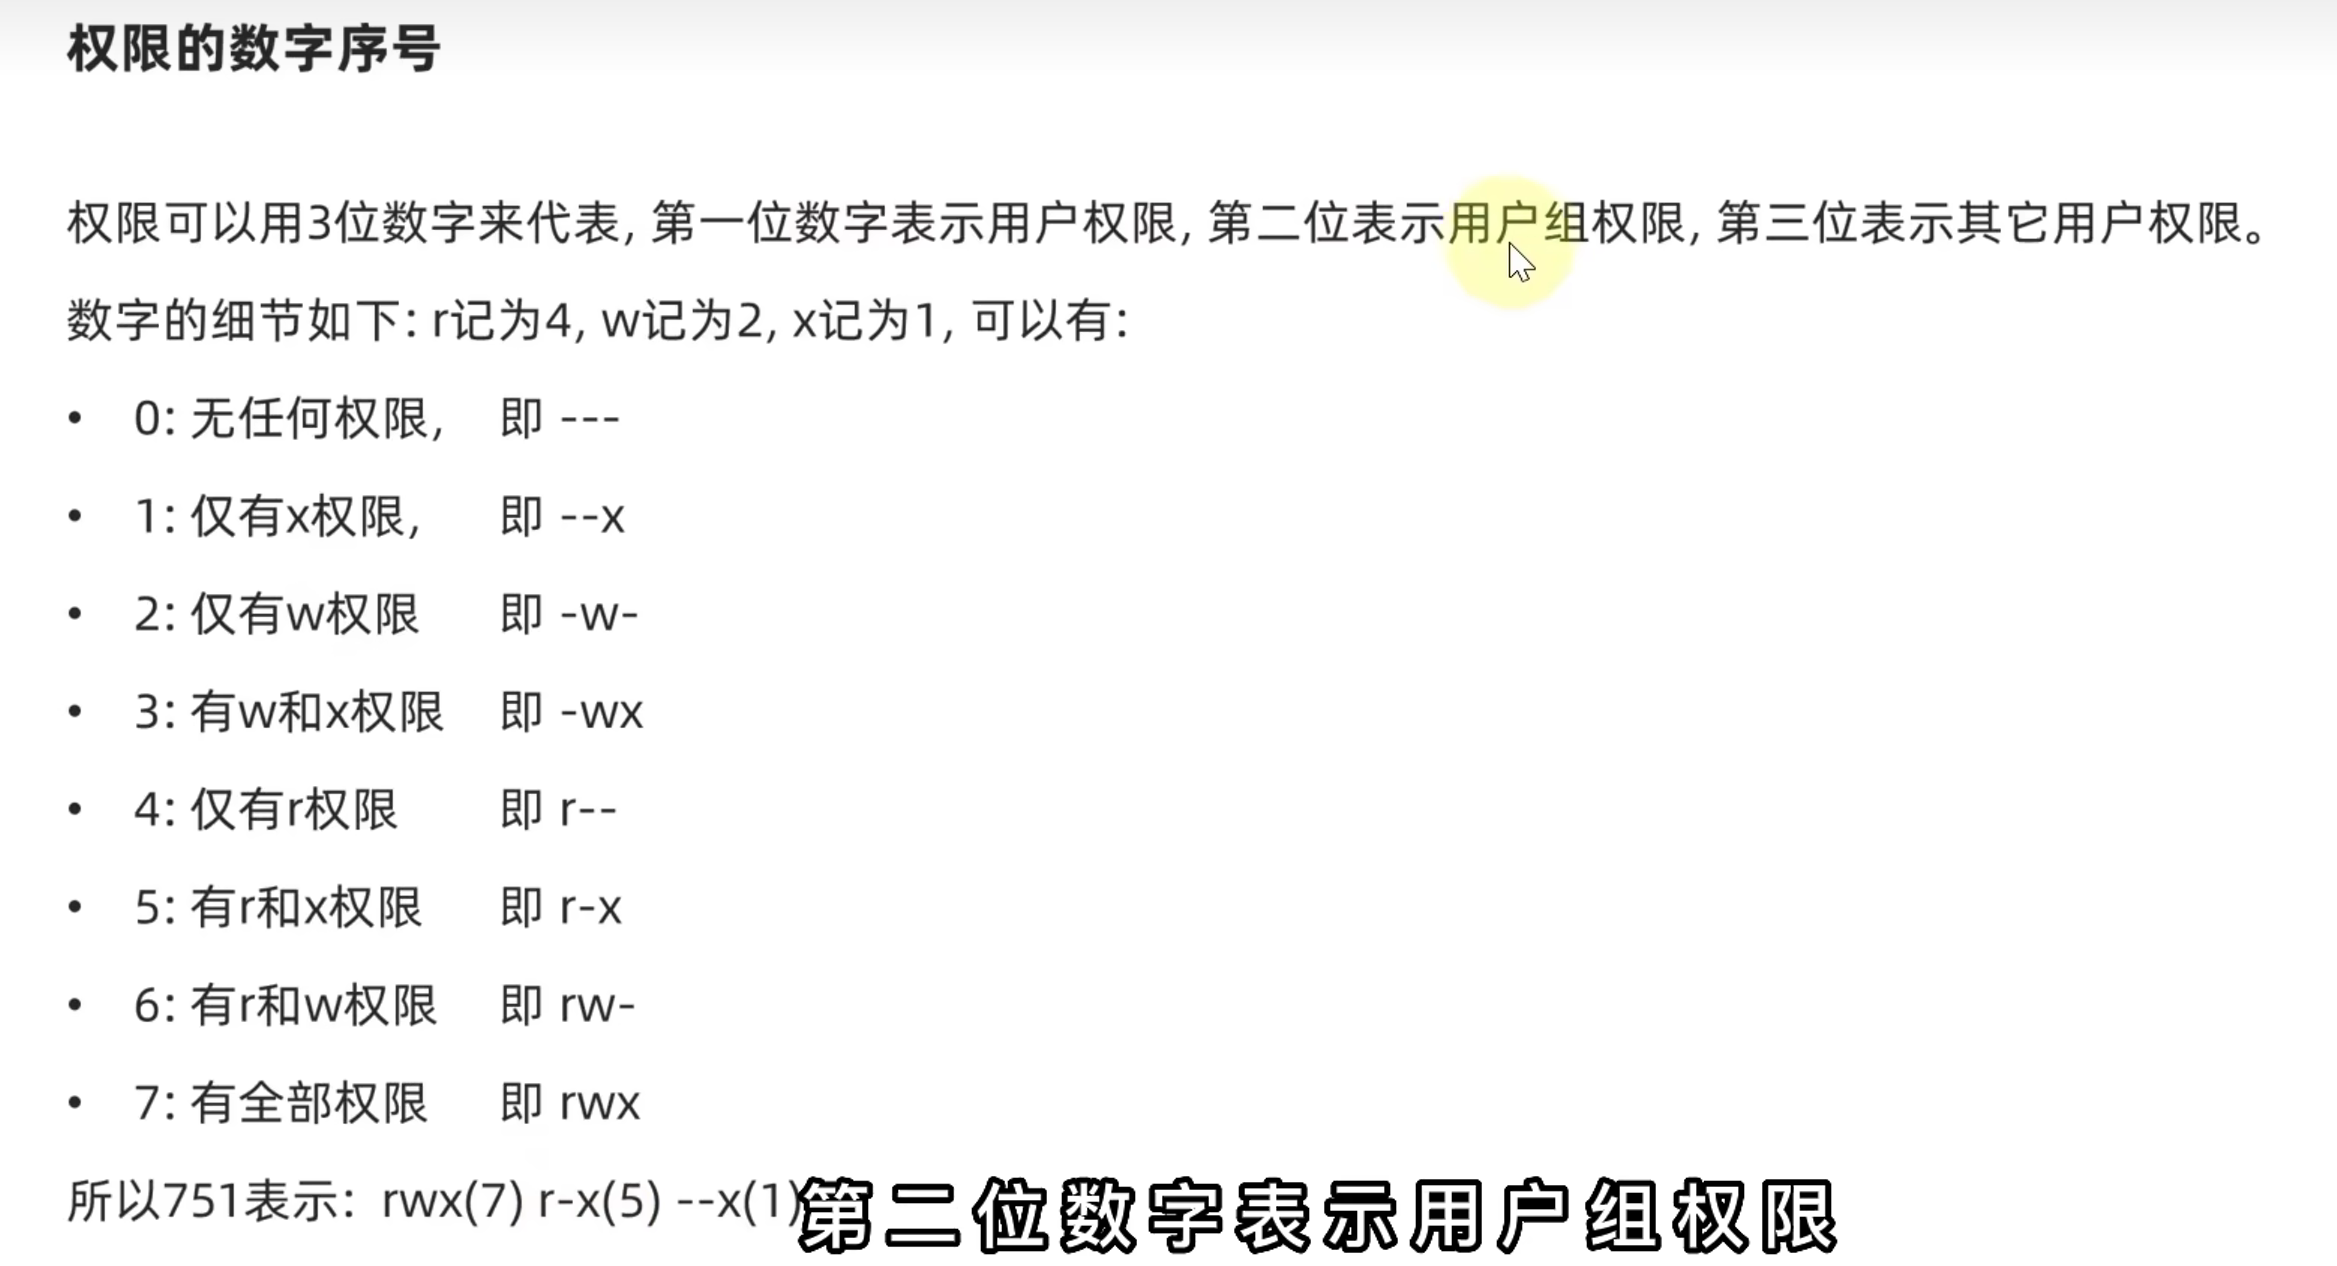 权限的数字序号
权限可以用3位数字来代表, 第一位数字表示用户权限, 第二位表示用户组权限, 第三位表示其它用户权限。
数字的细节如下: r记为4, w记为2, x记为1, 可以有:
• 0: 无任何权限, 即 ---
• 1: 仅有x权限, 即 --x
• 2: 仅有w权限 即 -w-
• 3: 有w和x权限 即 -wx
• 4: 仅有r权限 即 r--
• 5: 有r和x权限 即 r-x
• 6: 有r和w权限 即 rw-
• 7: 有全部权限 即 rwx
所以751表示: rwx(7) r-x(5) --x(1)
第二位数字表示用户组权限